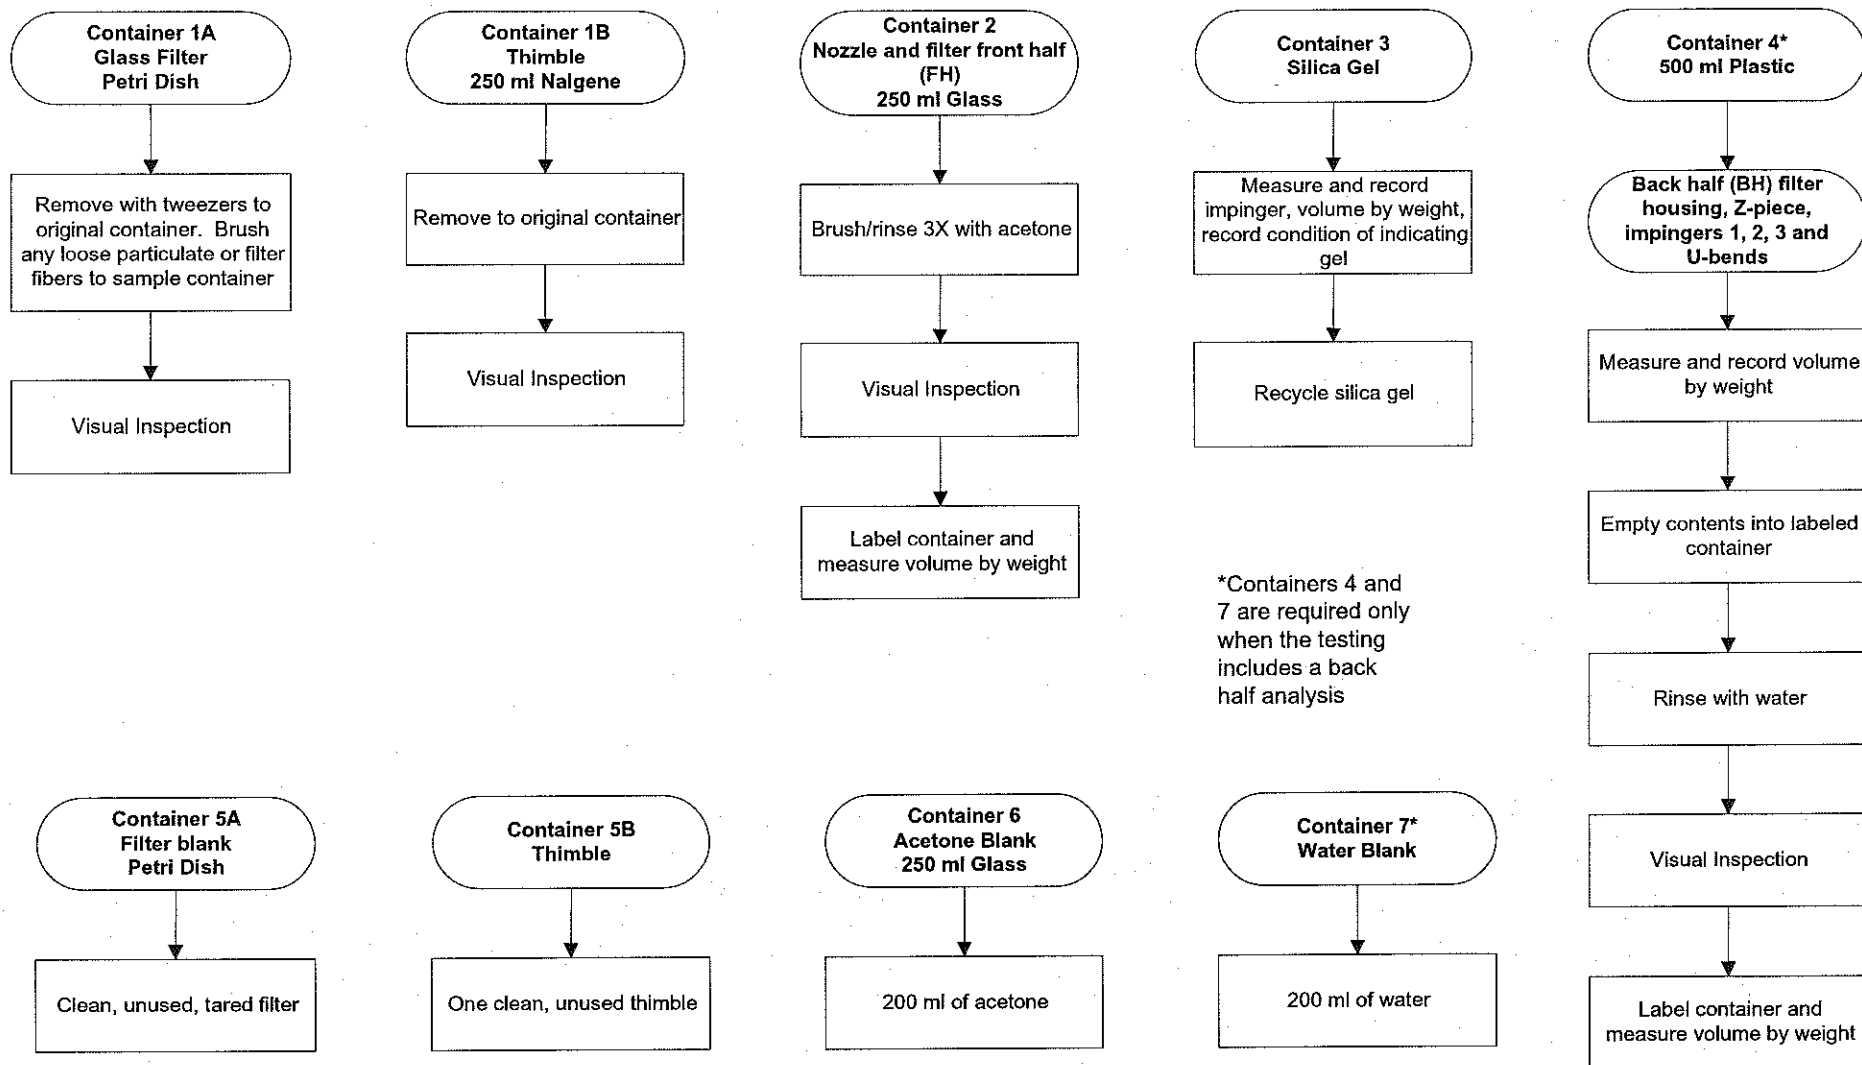 Container 1A
Glass Filter
Petri Dish
Remove with tweezers to
original container. Brush
any loose particulate or filter
fibers to sample container
Visual Inspection
Container 1B
Thimble
250 ml Nalgene
Remove to original container
Visual Inspection
Container 2
Nozzle and filter front half
(FH)
250 ml Glass
Brush/rinse 3X with acetone
Visual Inspection
Label container and
measure volume by weight
Container 3
Silica Gel
Measure and record
impinger, volume by weight,
record condition of indicating
gel
Recycle silica gel
*Containers 4 and
7 are required only
when the testing
includes a back
half analysis
Container 4*
500 ml Plastic
Back half (BH) filter
housing, Z-piece,
impingers 1, 2, 3 and
U-bends
Measure and record volume
by weight
Empty contents into labeled
container
Rinse with water
Visual Inspection
Label container and
measure volume by weight
Container 5A
Filter blank
Petri Dish
Clean, unused, tared filter
Container 5B
Thimble
One clean, unused thimble
Container 6
Acetone Blank
250 ml Glass
200 ml of acetone
Container 7*
Water Blank
200 ml of water